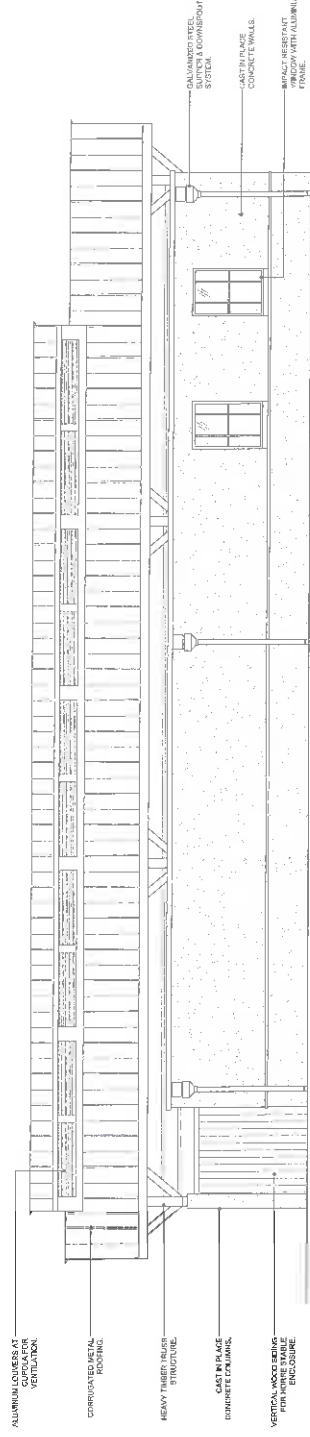 ALUMINUM LOUVERS AT
CUPOLA FOR
VENTILATION.
CORRUGATED METAL
ROOFING.
HEAVY TIMBER TRUSS
STRUCTURE.
CAST IN PLACE
CONCRETE COLUMNS.
VERTICAL WOOD SIDING
FOR HORSE STABLE
ENCLOSURE.
GALVANIZED STEEL
GUTTER & DOWNSPOUT
SYSTEM.
CAST IN PLACE
CONCRETE WALLS.
IMPACT RESISTANT
WINDOW WITH ALUMINU
FRAME.